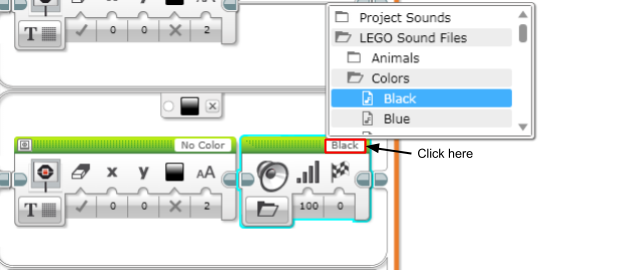 Project Sounds
LEGO Sound Files
Animals
Colors
Black
Blue
T 0 0 2
No Color
Black
Click here
x y AA
T 0 0 2 100 0